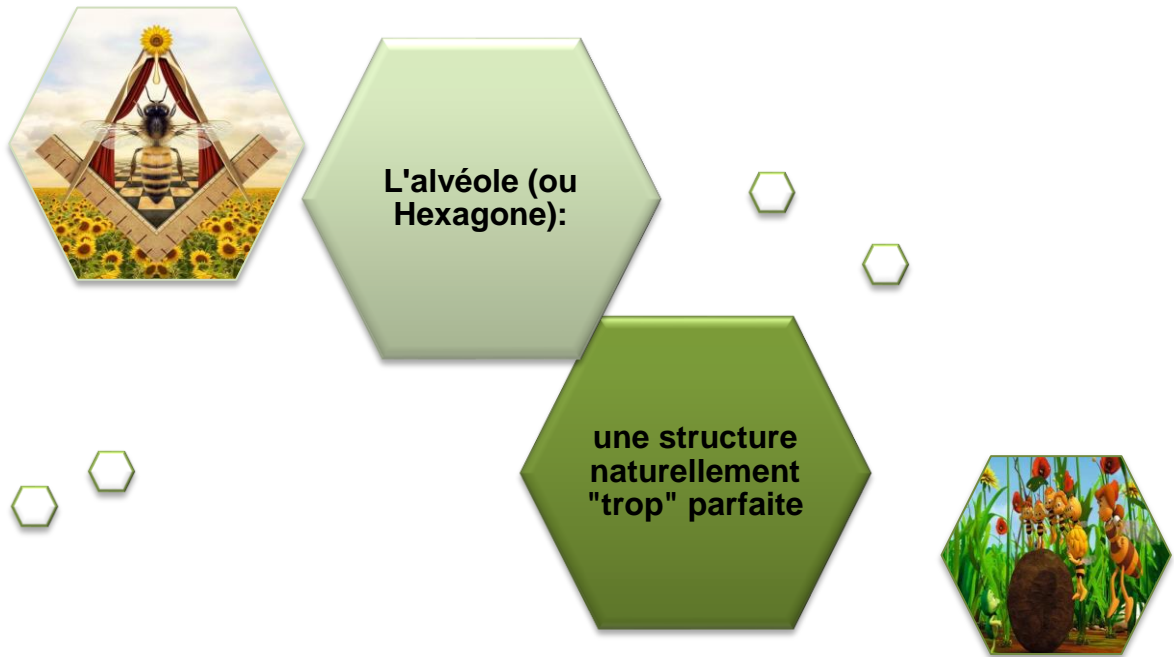 L'alvéole (ou
Hexagone):
une structure
naturellement
"trop" parfaite